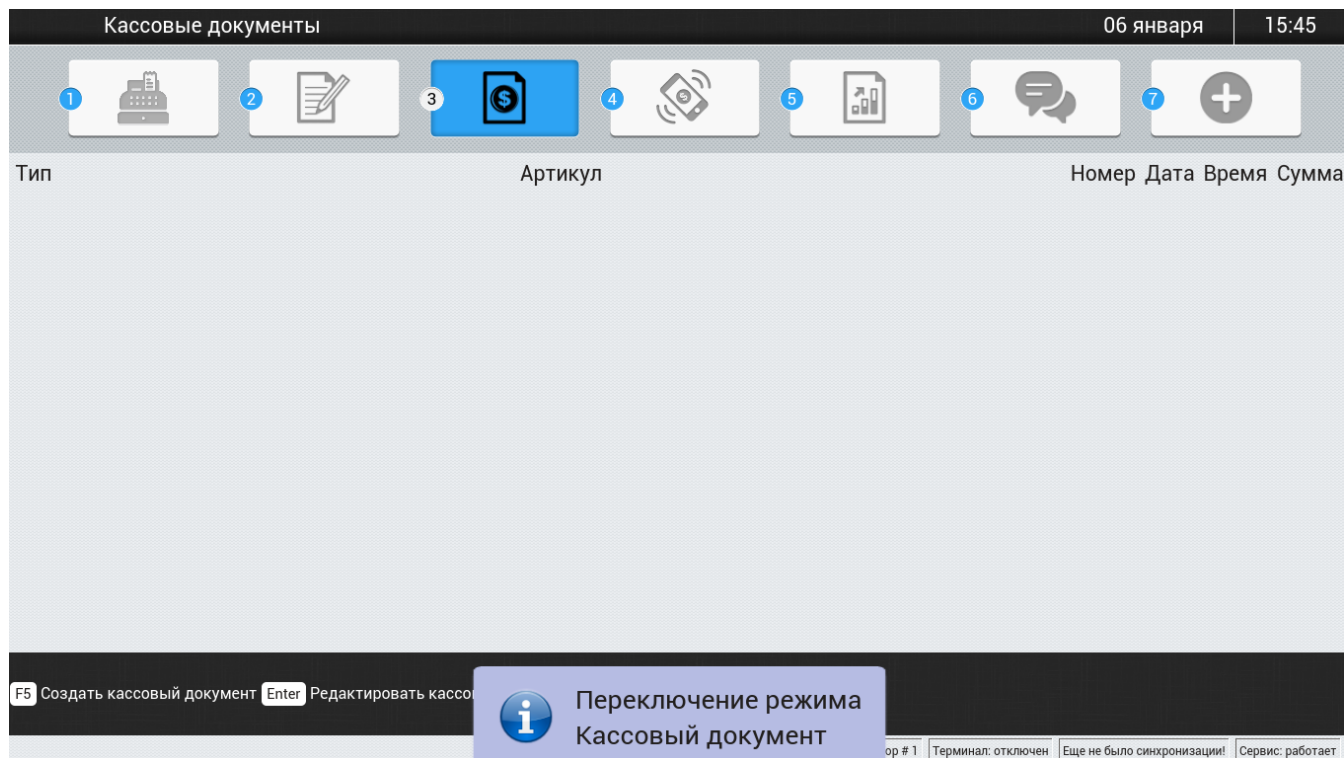 Кассовые документы 06 января 15:45
1 2 3 4 5 6 7
Тип Артикул Номер Дата Время Сумма
F5 Создать кассовый документ Enter Редактировать
Переключение режима
Кассовый документ
# 1 Терминал: отключен Еще не было синхронизации! Сервис: работает